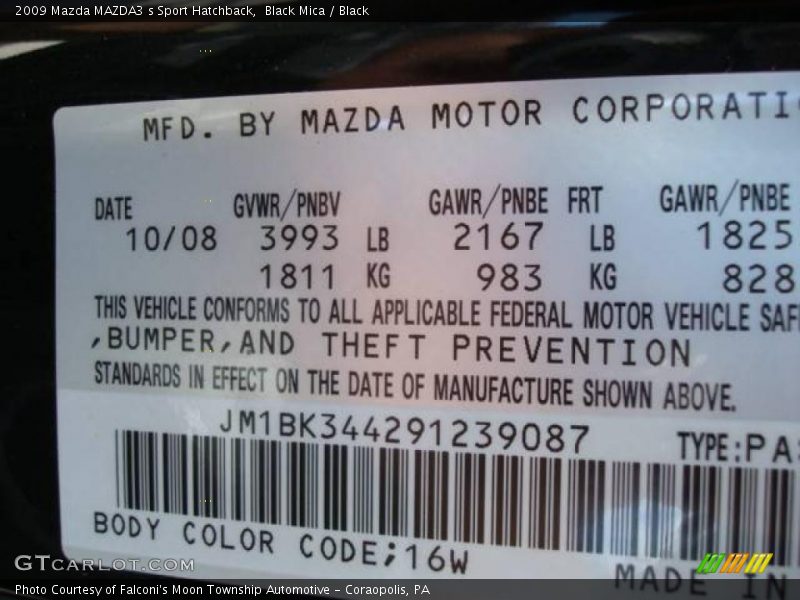 2009 Mazda MAZDA3 s Sport Hatchback,  Black Mica / Black
MFD. BY MAZDA MOTOR CORPORATI
DATE GVWR/PNBV GAWR/PNBE FRT GAWR/PNBE
10/08 3993 LB 2167 LB 1825
1811 KG 983 KG 828
THIS VEHICLE CONFORMS TO ALL APPLICABLE FEDERAL MOTOR VEHICLE SAF
,BUMPER,AND THEFT PREVENTION
STANDARDS IN EFFECT ON THE DATE OF MANUFACTURE SHOWN ABOVE.
JM1BK344291239087 TYPE:PA
BODY COLOR CODE;16W
MADE IN
GTCARLOT.COM
Photo Courtesy of Falconi's Moon Township Automotive – Coraopolis, PA